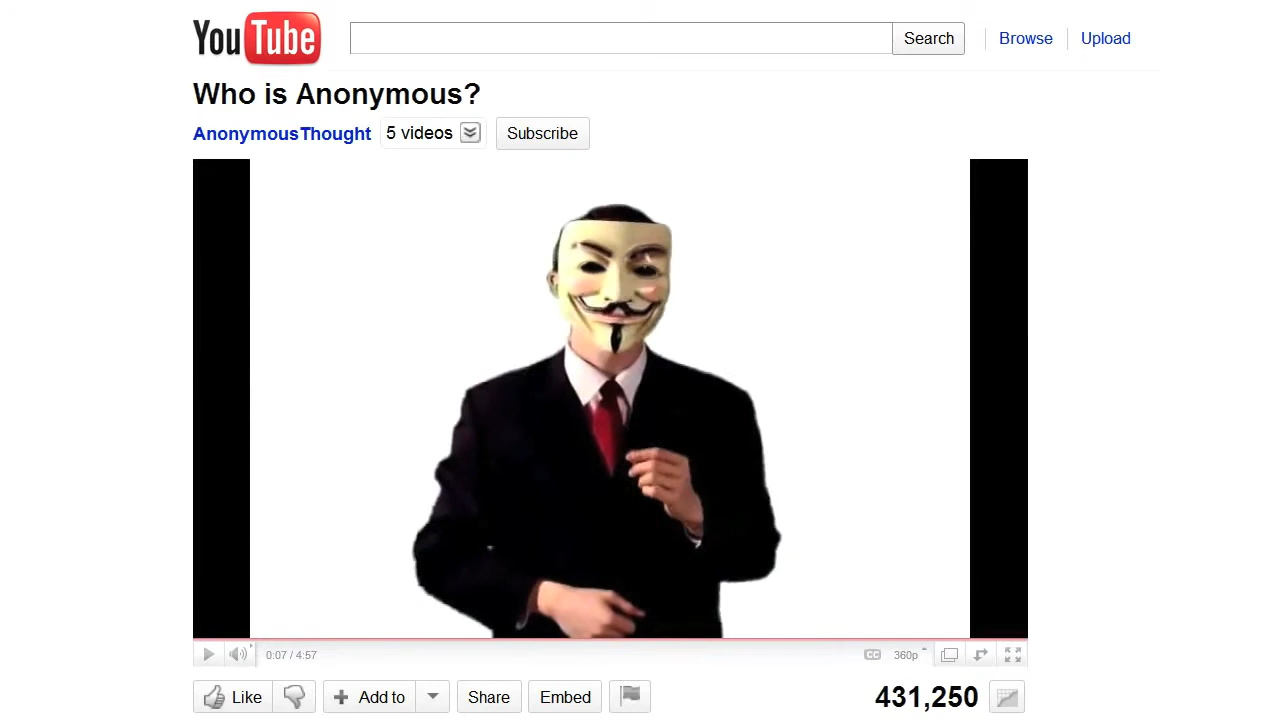 YouTube Search Browse Upload
Who is Anonymous?
AnonymousThought 5 videos Subscribe
0:07 / 4:57 CC 360p
Like Add to Share Embed 431,250